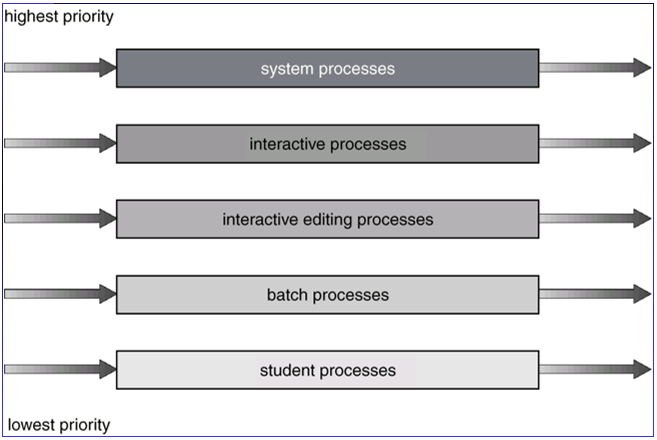 highest priority
system processes
interactive processes
interactive editing processes
batch processes
student processes
lowest priority